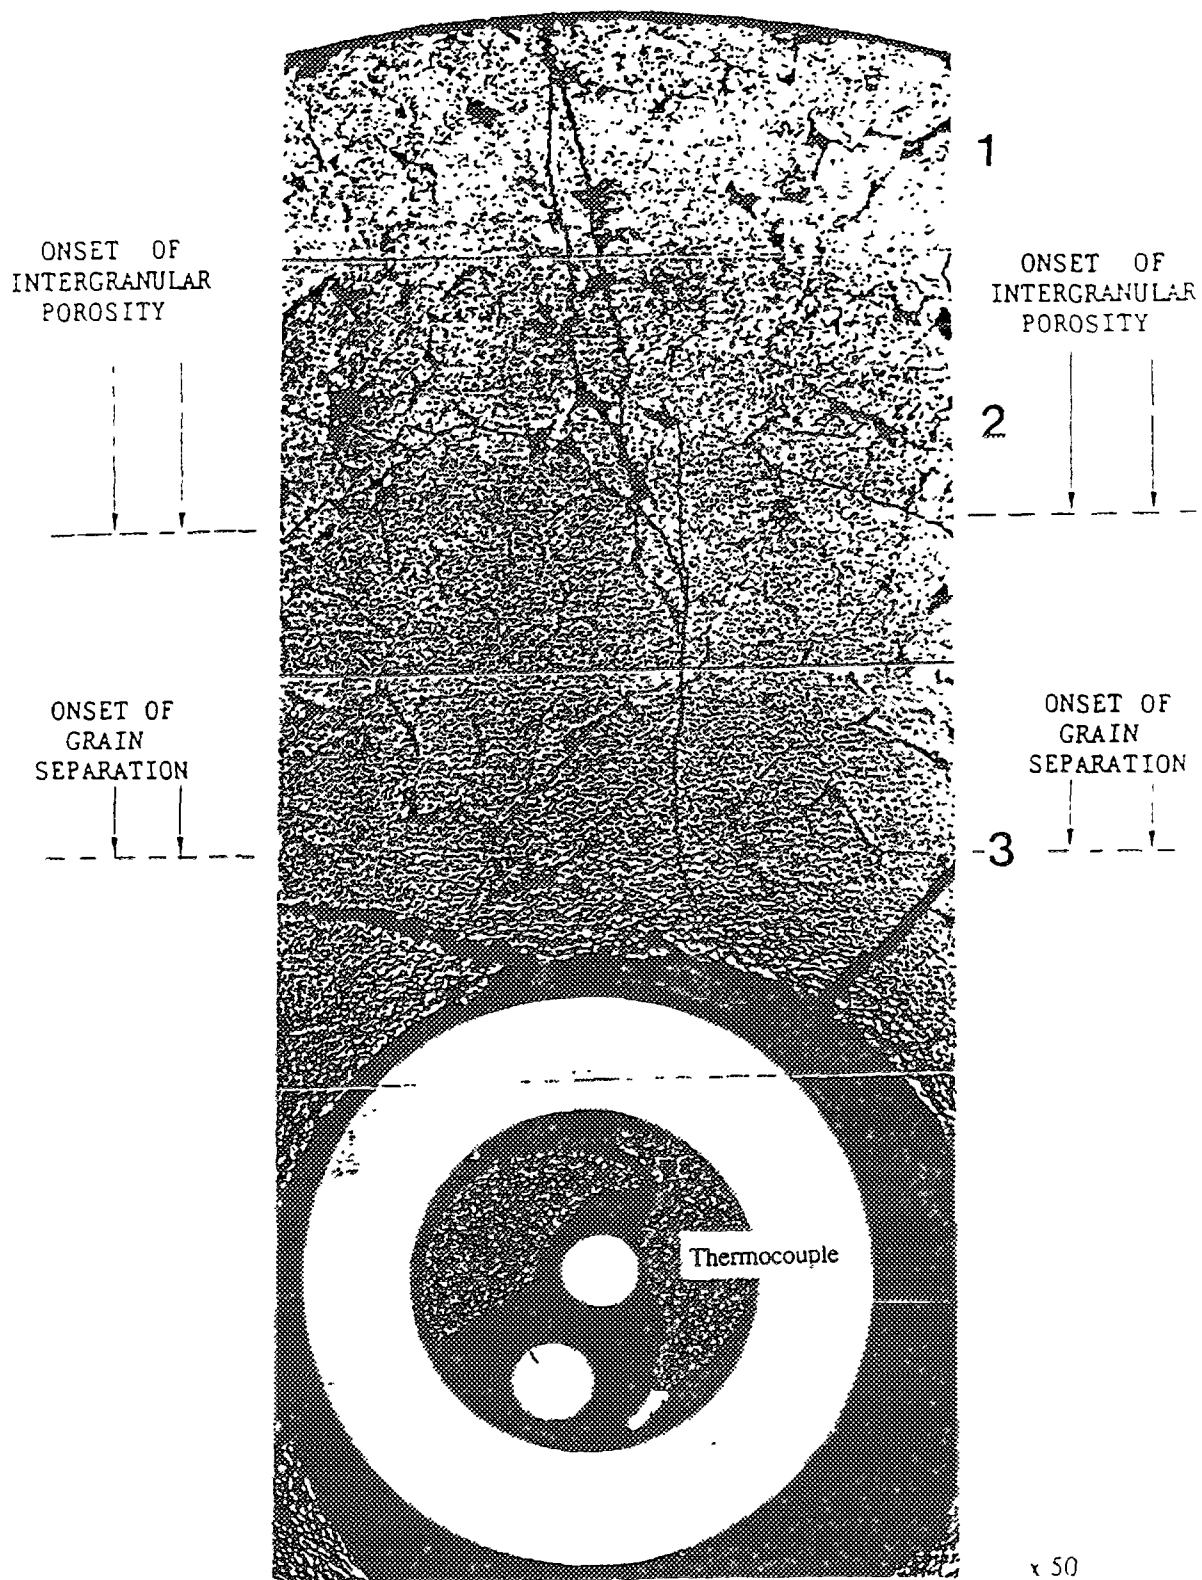 1
ONSET OF
INTERGRANULAR
POROSITY
ONSET OF
INTERGRANULAR
POROSITY
2
ONSET OF
GRAIN
SEPARATION
ONSET OF
GRAIN
SEPARATION
-3
Thermocouple
x 50